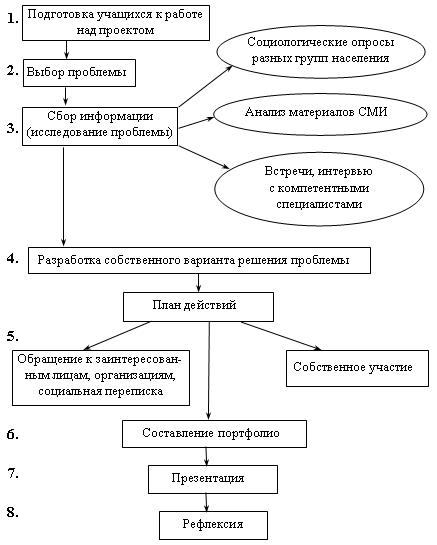 1. Подготовка учащихся к работе
над проектом
Социологические опросы
разных групп населения
2. Выбор проблемы
Анализ материалов СМИ
3. Сбор информации
(исследование проблемы)
Встречи, интервью
с компетентными
специалистами
4. Разработка собственного варианта решения проблемы
План действий
5.
Обращение к заинтересован-
ным лицам, организациям,
социальная переписка
Собственное участие
6. Составление портфолио
7. Презентация
8. Рефлексия